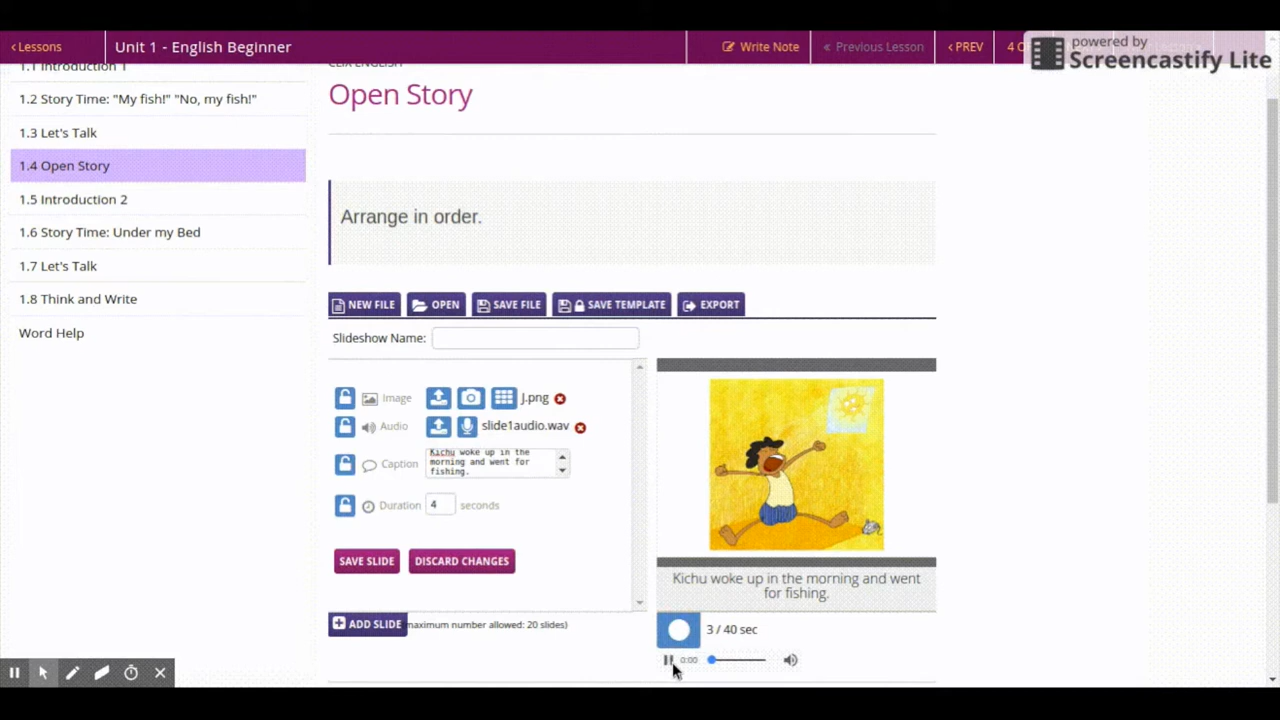 ‹ Lessons
Unit 1 - English Beginner
Write Note
« Previous Lesson
‹ PREV
4 O
powered by
Screencastify Lite
1.1 Introduction 1
1.2 Story Time: "My fish!" "No, my fish!"
1.3 Let's Talk
1.4 Open Story
1.5 Introduction 2
1.6 Story Time: Under my Bed
1.7 Let's Talk
1.8 Think and Write
Word Help
CLIX ENGLISH
Open Story
Arrange in order.
NEW FILE
OPEN
SAVE FILE
SAVE TEMPLATE
EXPORT
Slideshow Name:
Image
J.png
Audio
slide1audio.wav
Caption
Kichu woke up in the
morning and went for
fishing.
Duration
4
seconds
SAVE SLIDE
DISCARD CHANGES
ADD SLIDE
maximum number allowed: 20 slides)
Kichu woke up in the morning and went
for fishing.
3 / 40 sec
0:00